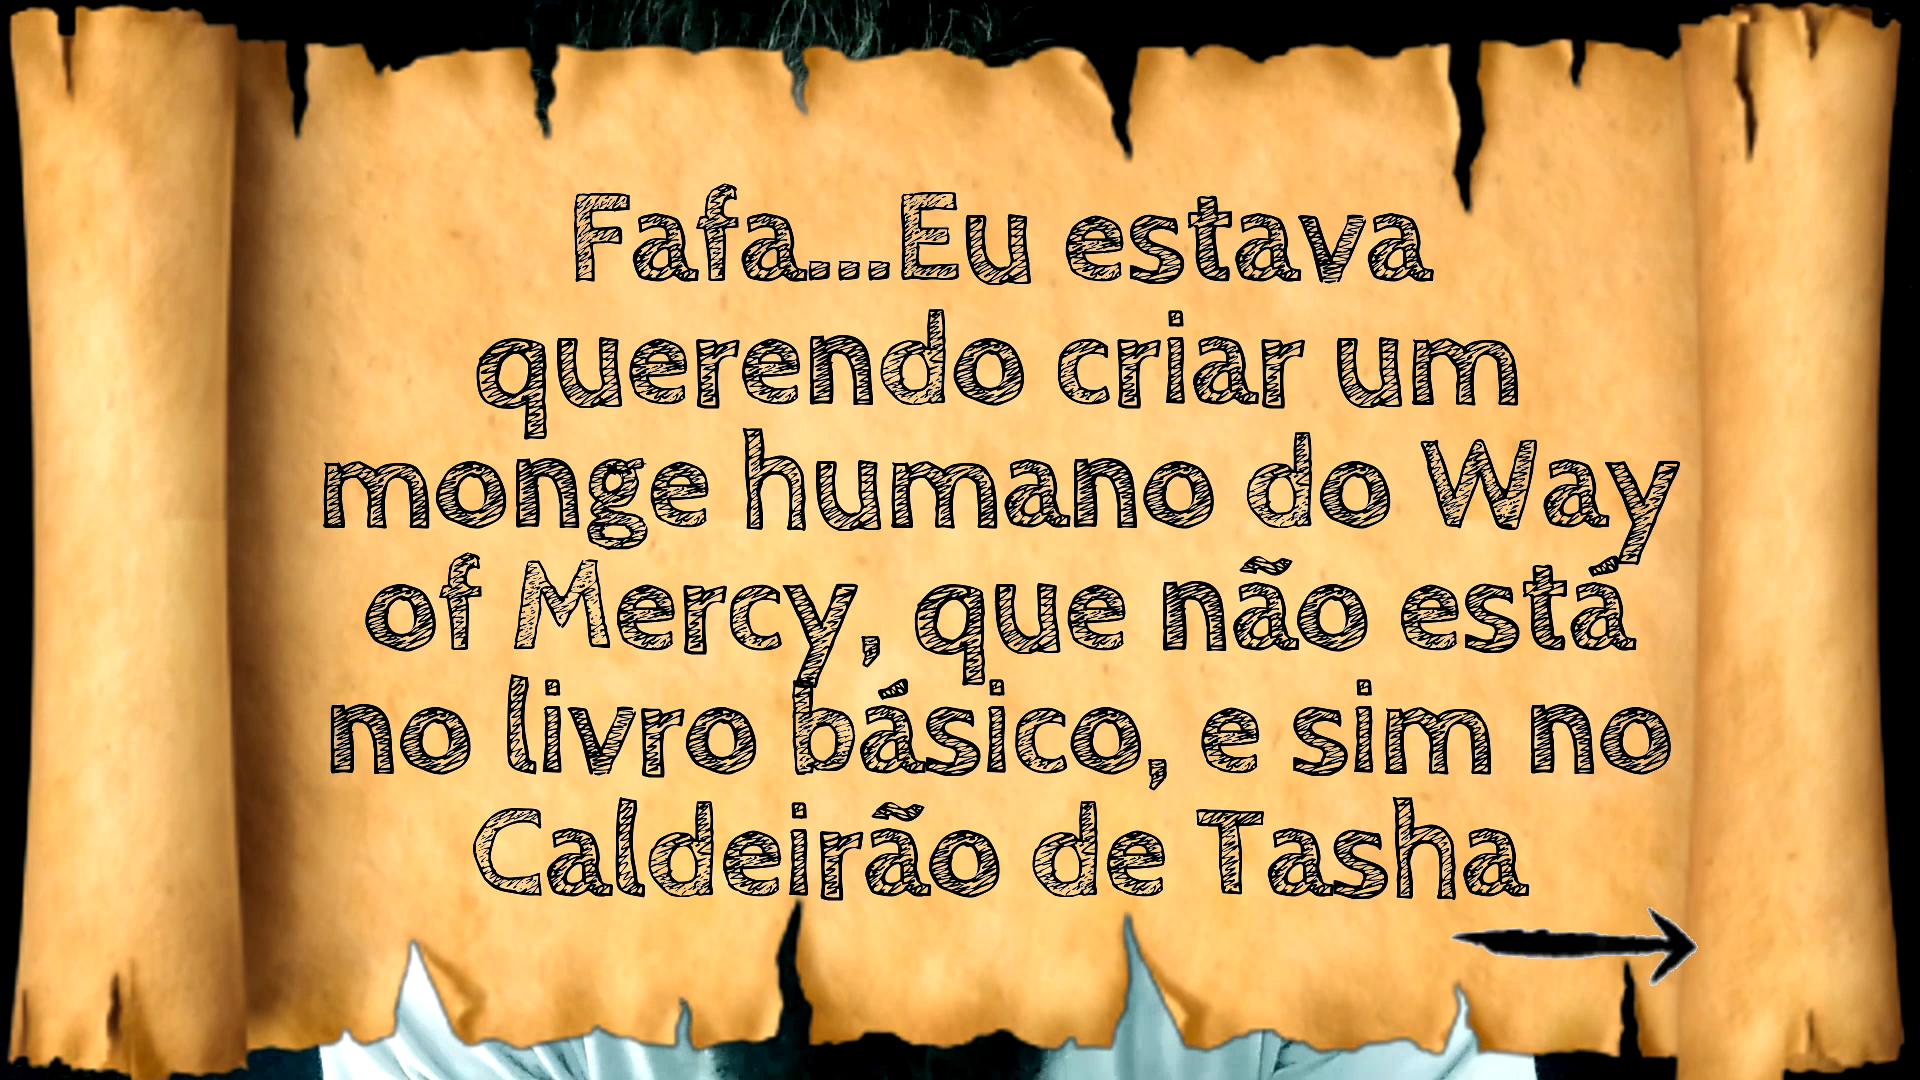 Fafa...Eu estava
querendo criar um
monge humano do Way
of Mercy, que não está
no livro básico, e sim no
Caldeirão de Tasha